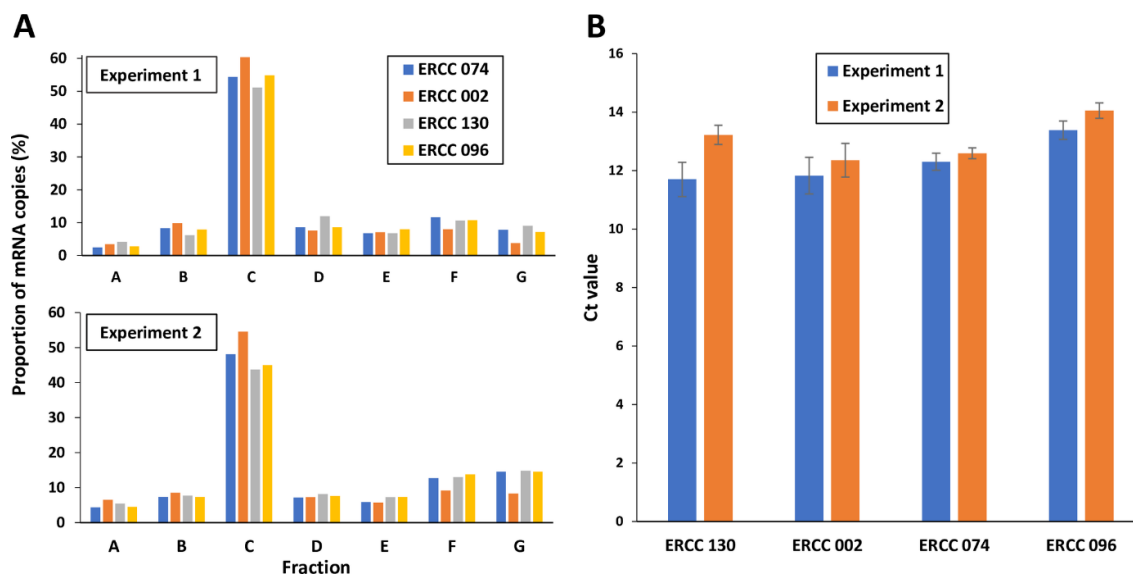 A
Experiment 1
ERCC 074
ERCC 002
ERCC 130
ERCC 096
60
50
40
30
20
10
0
A B C D E F G
Proportion of mRNA copies (%)
Experiment 2
60
50
40
30
20
10
0
A B C D E F G
Fraction
B
Experiment 1
Experiment 2
Ct value
16
14
12
10
8
6
4
2
0
ERCC 130 ERCC 002 ERCC 074 ERCC 096